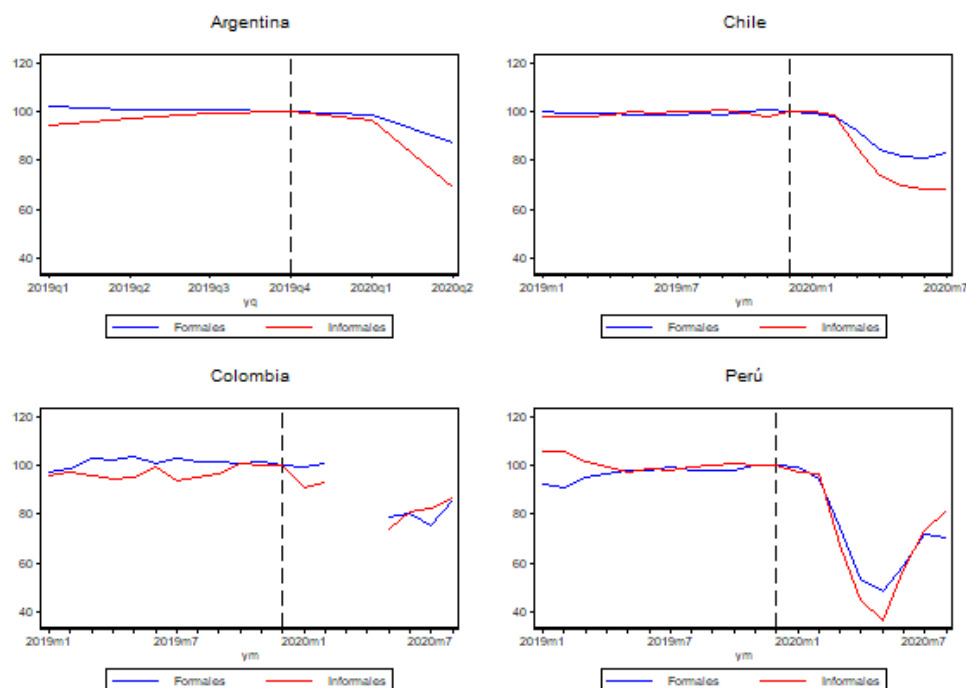 Argentina
120
100
80
60
40
2019q1 2019q2 2019q3 2019q4 2020q1 2020q2
yq
Formales Informales
Chile
120
100
80
60
40
2019m1 2019m7 2020m1 2020m7
ym
Formales Informales
Colombia
120
100
80
60
40
2019m1 2019m7 2020m1 2020m7
ym
Formales Informales
Perú
120
100
80
60
40
2019m1 2019m7 2020m1 2020m7
ym
Formales Informales